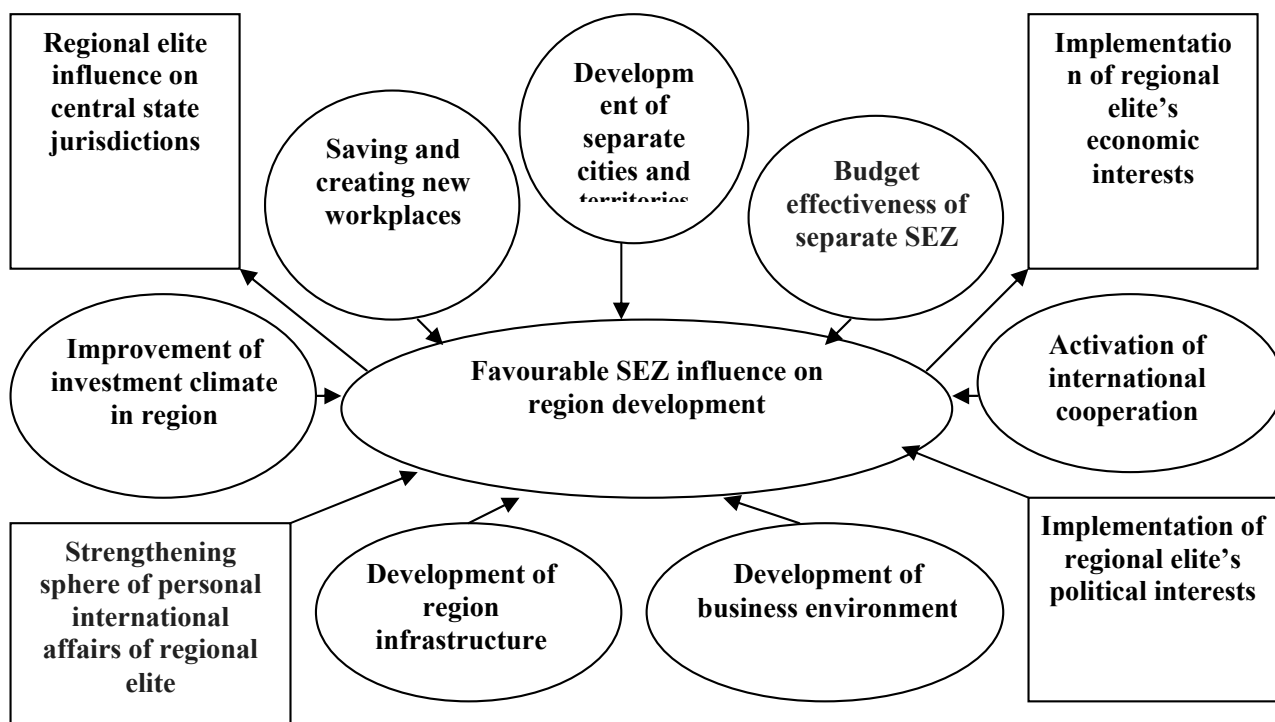 Regional elite
influence on
central state
jurisdictions
Saving and
creating new
workplaces
Developm
ent of
separate
cities and
territories
Budget
effectiveness of
separate SEZ
Implementatio
n of regional
elite’s
economic
interests
Improvement of
investment climate
in region
Favourable SEZ influence on
region development
Activation of
international
cooperation
Strengthening
sphere of personal
international
affairs of regional
elite
Development of
region
infrastructure
Development of
business environment
Implementation of
regional elite’s
political interests